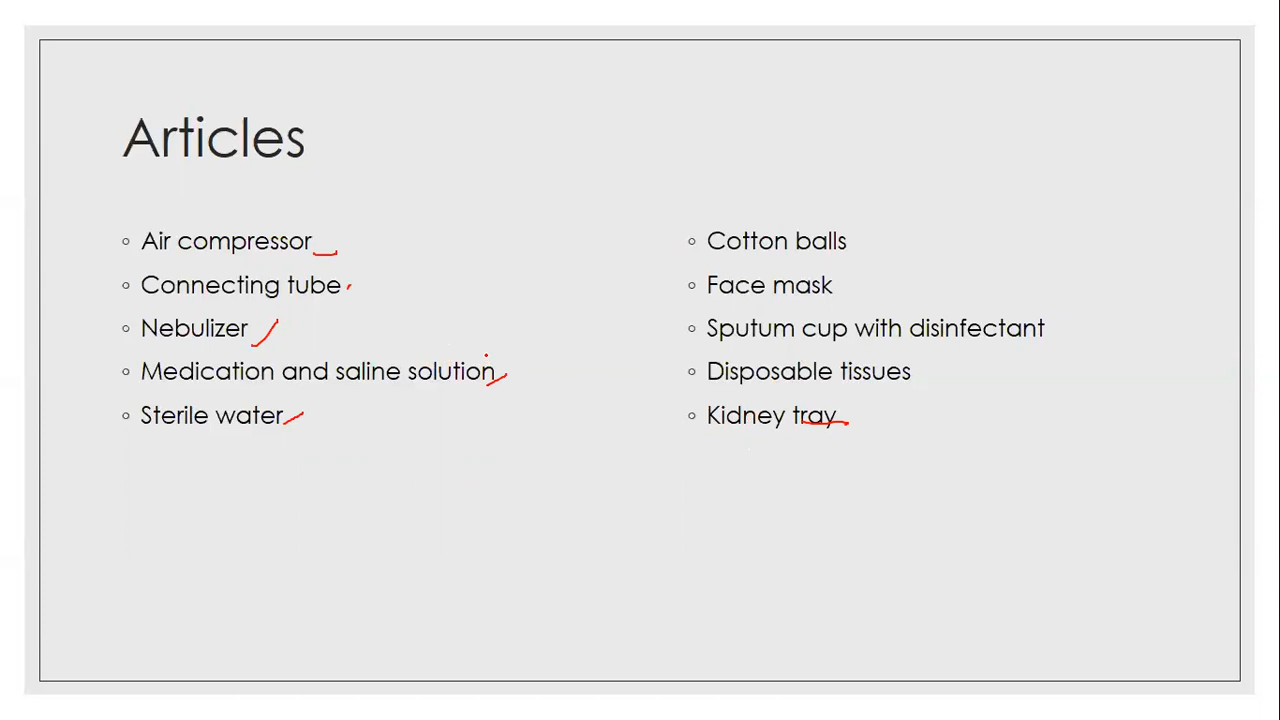 Articles
◦ Air compressor
◦ Connecting tube
◦ Nebulizer
◦ Medication and saline solution
◦ Sterile water
◦ Cotton balls
◦ Face mask
◦ Sputum cup with disinfectant
◦ Disposable tissues
◦ Kidney tray